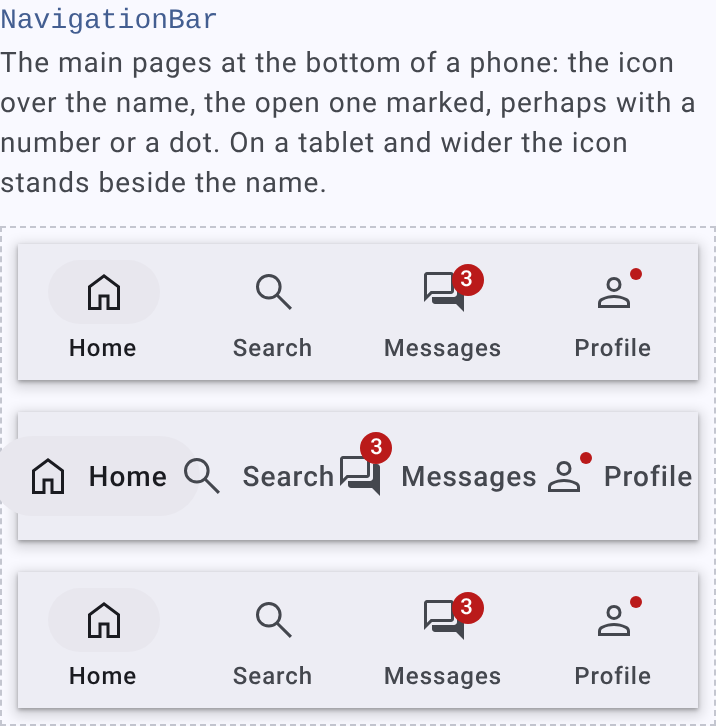 NavigationBar
The main pages at the bottom of a phone: the icon
over the name, the open one marked, perhaps with a
number or a dot. On a tablet and wider the icon
stands beside the name.
3
Home Search Messages Profile
3
Home Search Messages Profile
3
Home Search Messages Profile